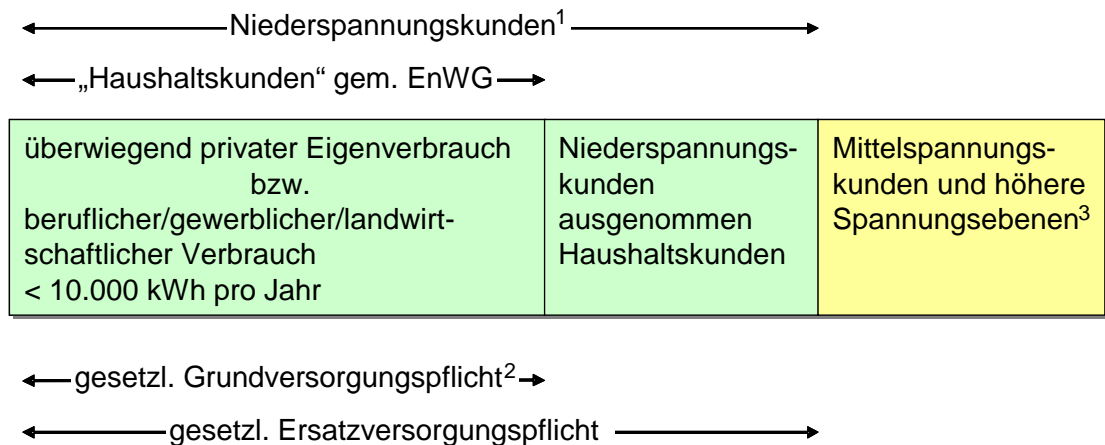 Niederspannungskunden¹
„Haushaltskunden“ gem. EnWG
überwiegend privater Eigenverbrauch
bzw.
beruflicher/gewerblicher/landwirt-
schaftlicher Verbrauch
< 10.000 kWh pro Jahr
Niederspannungs-
kunden
ausgenommen
Haushaltskunden
Mittelspannungs-
kunden und höhere
Spannungsebenen³
gesetzl. Grundversorgungspflicht²
gesetzl. Ersatzversorgungspflicht